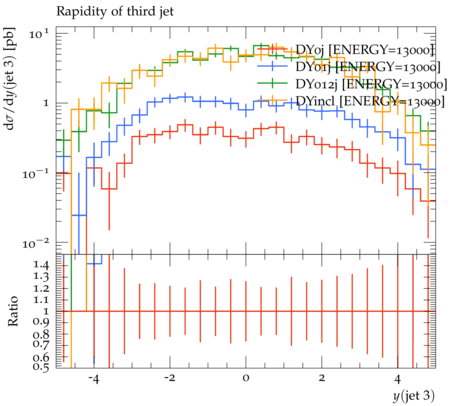 Rapidity of third jet
dσ/dy(jet 3) [pb]
10¹
1
10⁻¹
10⁻²
DY0j [ENERGY=13000]
DY01j [ENERGY=13000]
DY012j [ENERGY=13000]
DYincl [ENERGY=13000]
Ratio
1.4
1.3
1.2
1.1
1
0.9
0.8
0.7
0.6
0.5
-4 -2 0 2 4
y(jet 3)